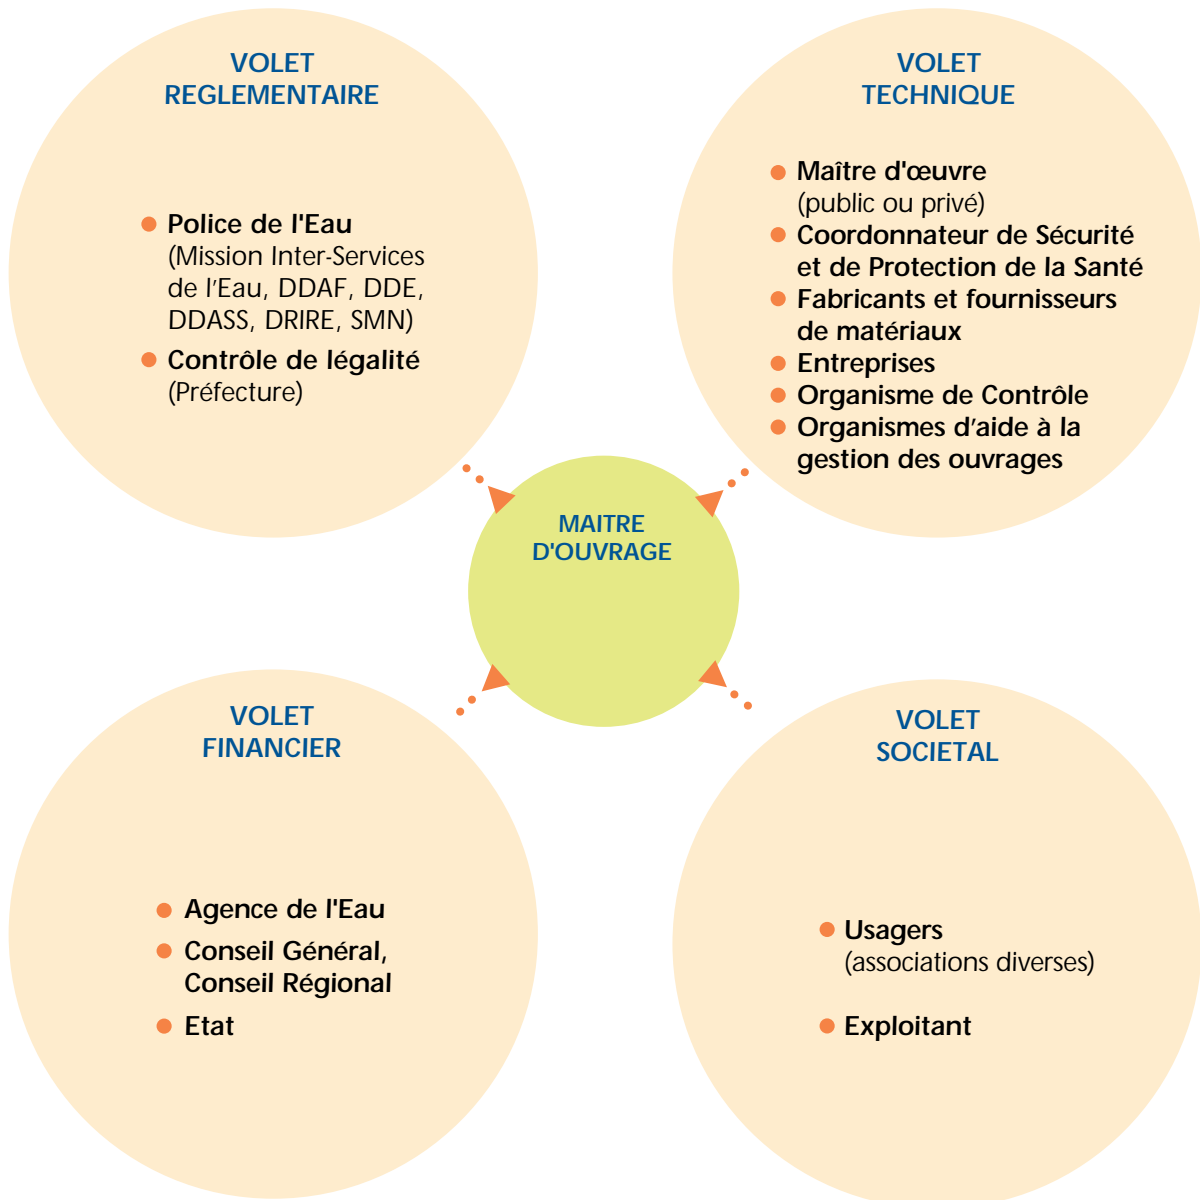 VOLET
REGLEMENTAIRE
● Police de l'Eau
(Mission Inter-Services
de l'Eau, DDAF, DDE,
DDASS, DRIRE, SMN)
● Contrôle de légalité
(Préfecture)
VOLET
TECHNIQUE
● Maître d'œuvre
(public ou privé)
● Coordonnateur de Sécurité
et de Protection de la Santé
● Fabricants et fournisseurs
de matériaux
● Entreprises
● Organisme de Contrôle
● Organismes d'aide à la
gestion des ouvrages
MAITRE
D'OUVRAGE
VOLET
FINANCIER
● Agence de l'Eau
● Conseil Général,
Conseil Régional
● Etat
VOLET
SOCIETAL
● Usagers
(associations diverses)
● Exploitant